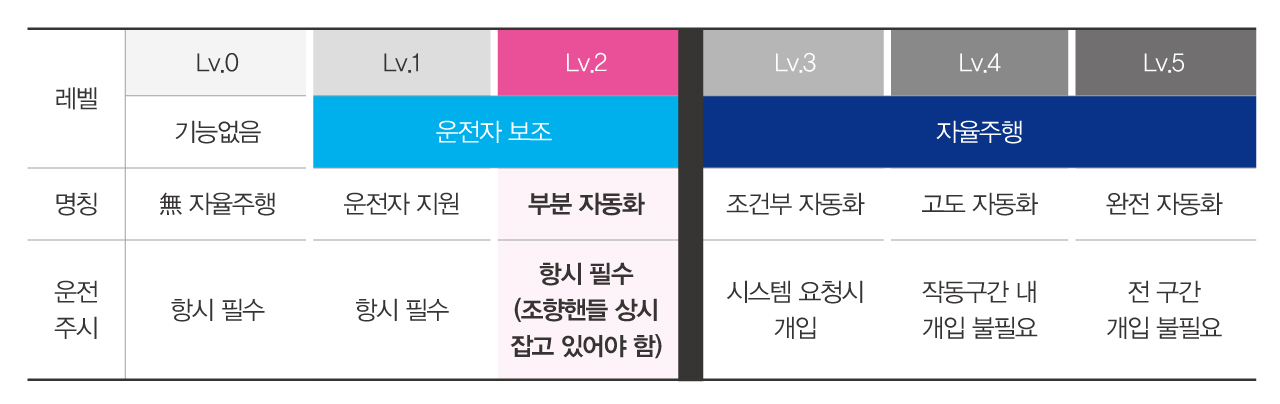 레벨
Lv.0
Lv.1
Lv.2
Lv.3
Lv.4
Lv.5
기능없음
운전자 보조
자율주행
명칭
無 자율주행
운전자 지원
부분 자동화
조건부 자동화
고도 자동화
완전 자동화
운전
주시
항시 필수
항시 필수
항시 필수
(조향핸들 상시
잡고 있어야 함)
시스템 요청시
개입
작동구간 내
개입 불필요
전 구간
개입 불필요